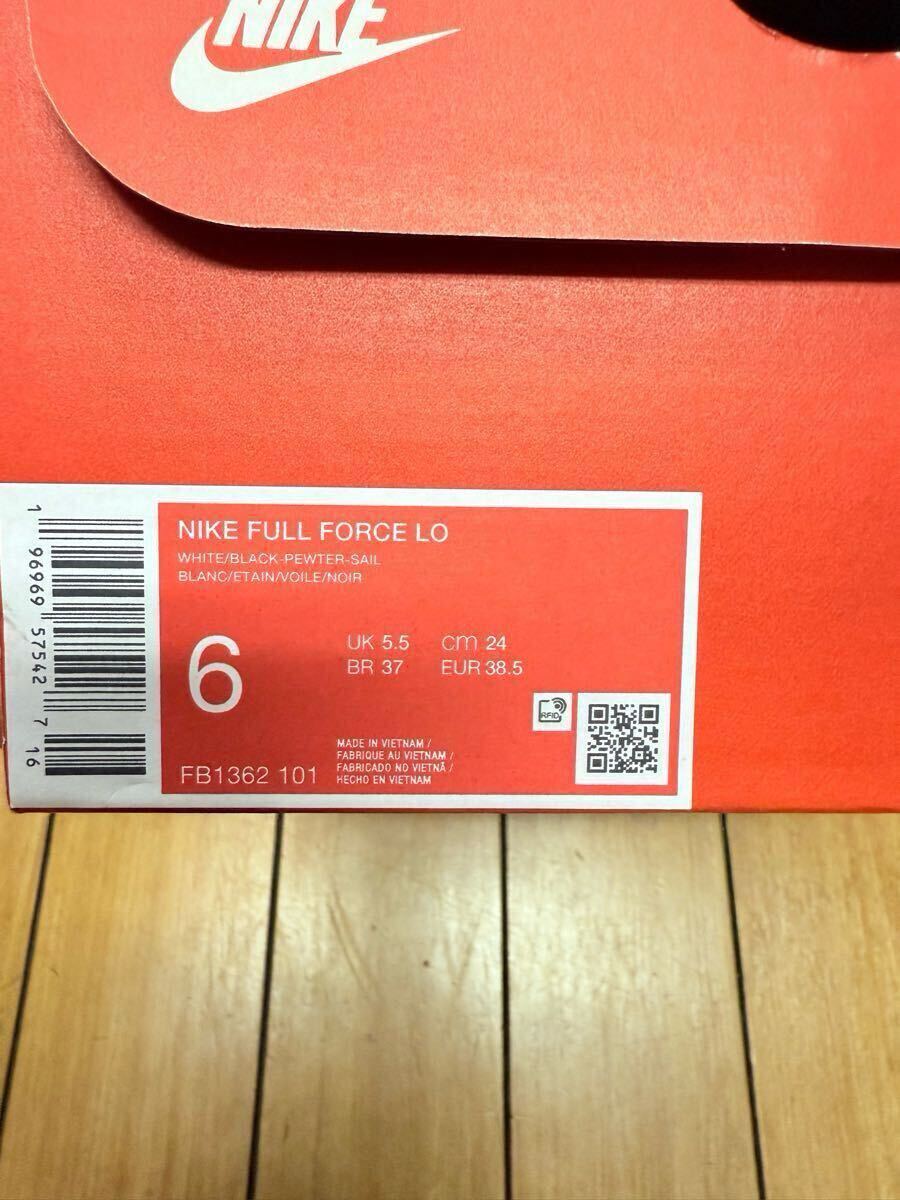 NIKE
NIKE FULL FORCE LO
WHITE/BLACK-PEWTER-SAIL
BLANC/ETAIN/VOILE/NOIR
6
UK 5.5 cm 24
BR 37 EUR 38.5
RFID
FB1362 101
MADE IN VIETNAM /
FABRIQUE AU VIETNAM /
FABRICADO NO VIETNÃ /
HECHO EN VIETNAM
1 96969 57542 7 16